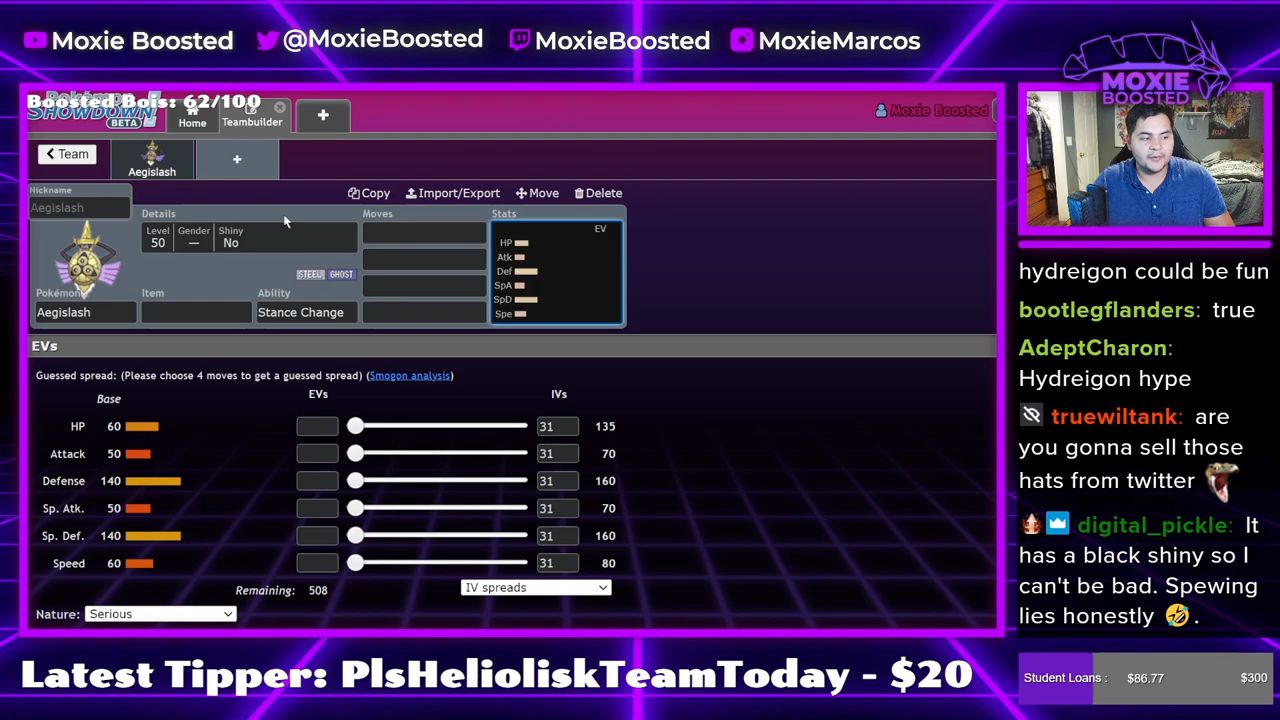 Moxie Boosted @MoxieBoosted MoxieBoosted MoxieMarcos
MOXIE
BOOSTED
Boosted Bois: 62/100
Pokémon
SHOWDOWN
BETA
Home
Teambuilder
+
Moxie Boosted
< Team
Aegislash
+
Copy Import/Export Move Delete
Nickname
Aegislash
Details
Level Gender Shiny
50 — No
STEEL GHOST
Pokémon Item Ability
Aegislash Stance Change
Moves
Stats
EV
HP
Atk
Def
SpA
SpD
Spe
EVs
Guessed spread: (Please choose 4 moves to get a guessed spread) (Smogon analysis)
Base EVs IVs
HP 60 31 135
Attack 50 31 70
Defense 140 31 160
Sp. Atk. 50 31 70
Sp. Def. 140 31 160
Speed 60 31 80
Remaining: 508 IV spreads
Nature: Serious
hydreigon could be fun
bootlegflanders: true
AdeptCharon:
Hydreigon hype
truewiltank: are
you gonna sell those
hats from twitter
digital_pickle: It
has a black shiny so I
can't be bad. Spewing
lies honestly 🤣.
Latest Tipper: PlsHelioliskTeamToday - $20
Student Loans : $86.77 $300